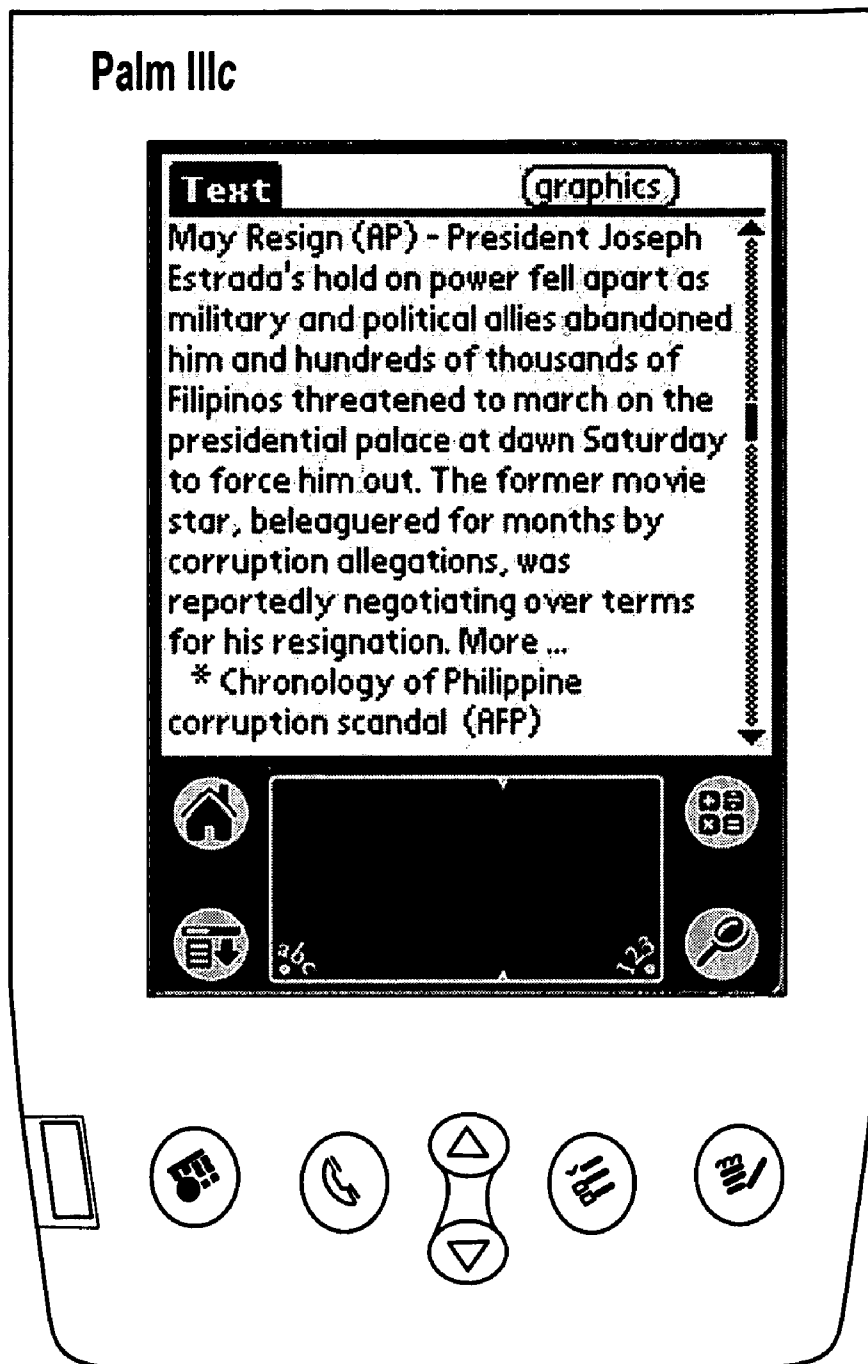 Palm IIIc
Text
(graphics)
May Resign (AP) - President Joseph
Estrada's hold on power fell apart as
military and political allies abandoned
him and hundreds of thousands of
Filipinos threatened to march on the
presidential palace at dawn Saturday
to force him out. The former movie
star, beleaguered for months by
corruption allegations, was
reportedly negotiating over terms
for his resignation. More ...
* Chronology of Philippine
corruption scandal (AFP)
abc
123